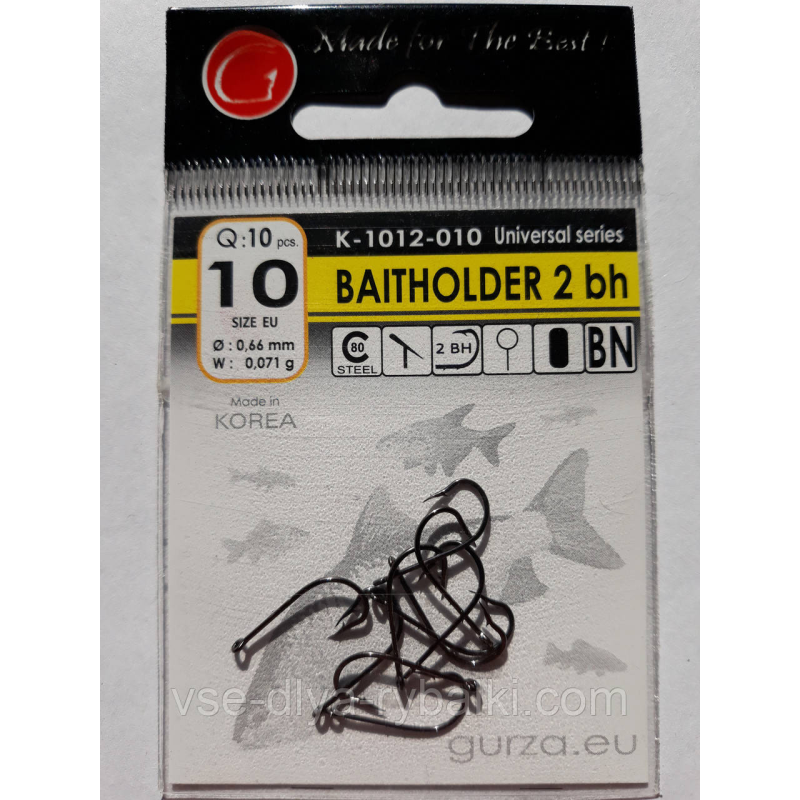 G
Made for The Best!
Q:10 pcs.
10
SIZE EU
Ø : 0,66 mm
W : 0,071 g
K-1012-010 Universal series
BAITHOLDER 2 bh
C 80
STEEL
2 BH
BN
Made in
KOREA
vse-dlya-rybalki.com
gurza.eu